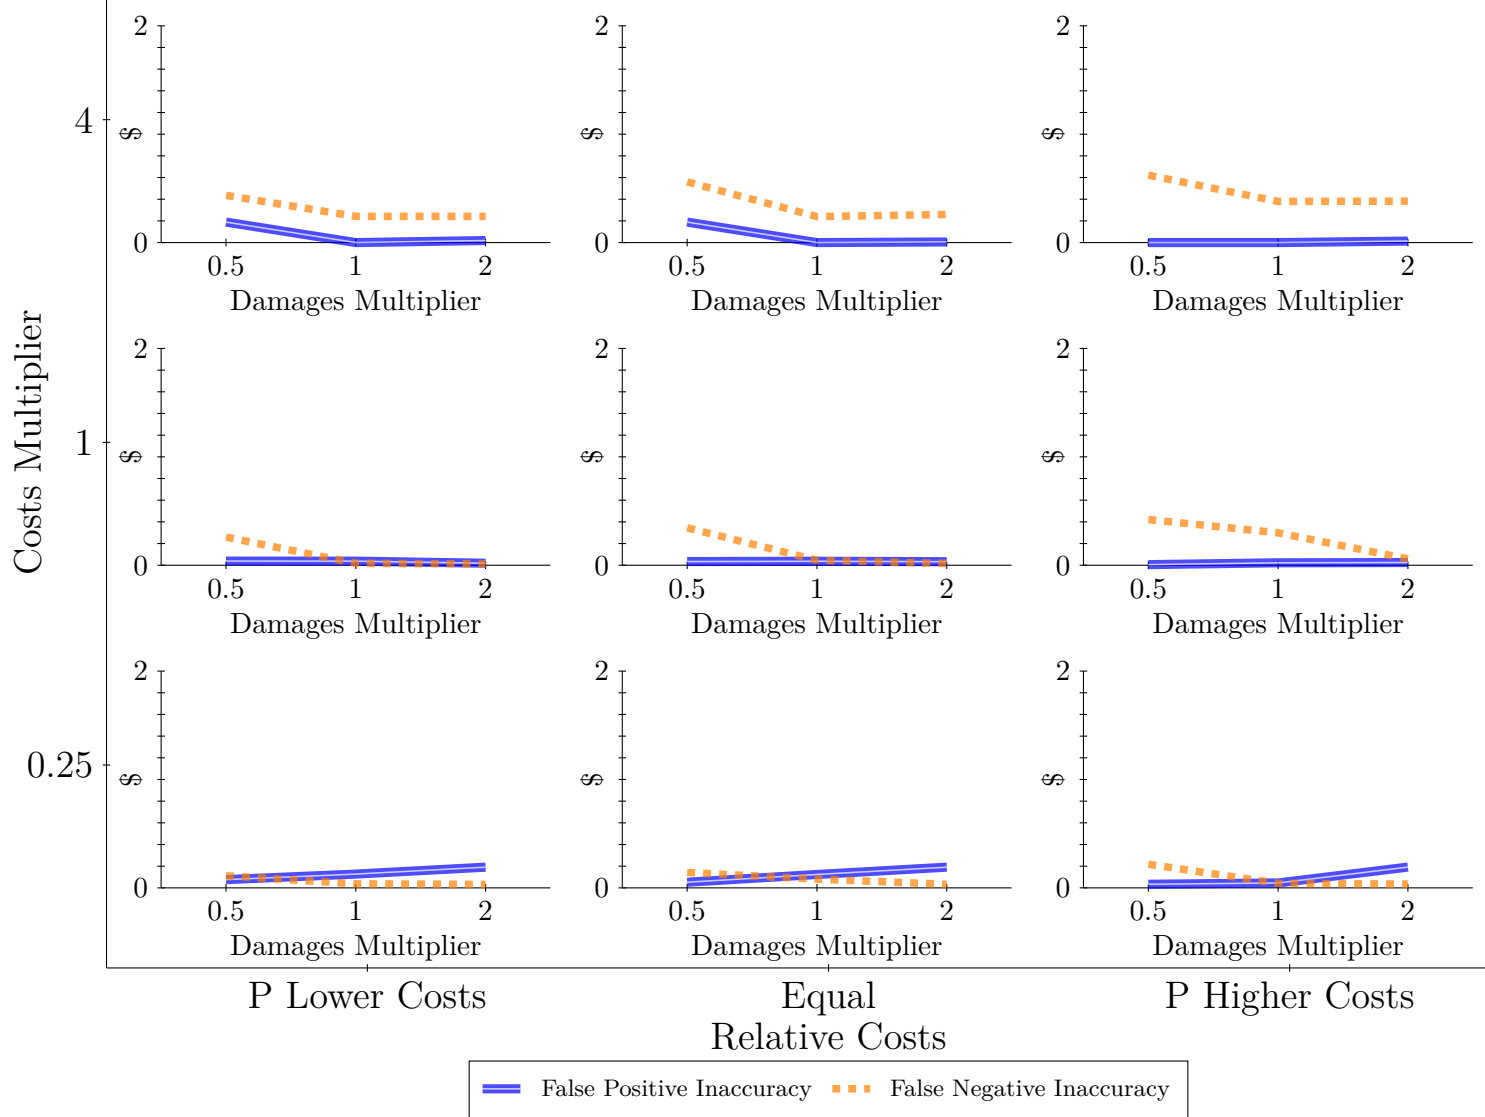 Costs Multiplier
4
2
$
0
0.5 1 2
Damages Multiplier
2
$
0
0.5 1 2
Damages Multiplier
2
$
0
0.5 1 2
Damages Multiplier
1
2
$
0
0.5 1 2
Damages Multiplier
2
$
0
0.5 1 2
Damages Multiplier
2
$
0
0.5 1 2
Damages Multiplier
0.25
2
$
0
0.5 1 2
Damages Multiplier
2
$
0
0.5 1 2
Damages Multiplier
2
$
0
0.5 1 2
Damages Multiplier
P Lower Costs Equal P Higher Costs
Relative Costs
False Positive Inaccuracy False Negative Inaccuracy